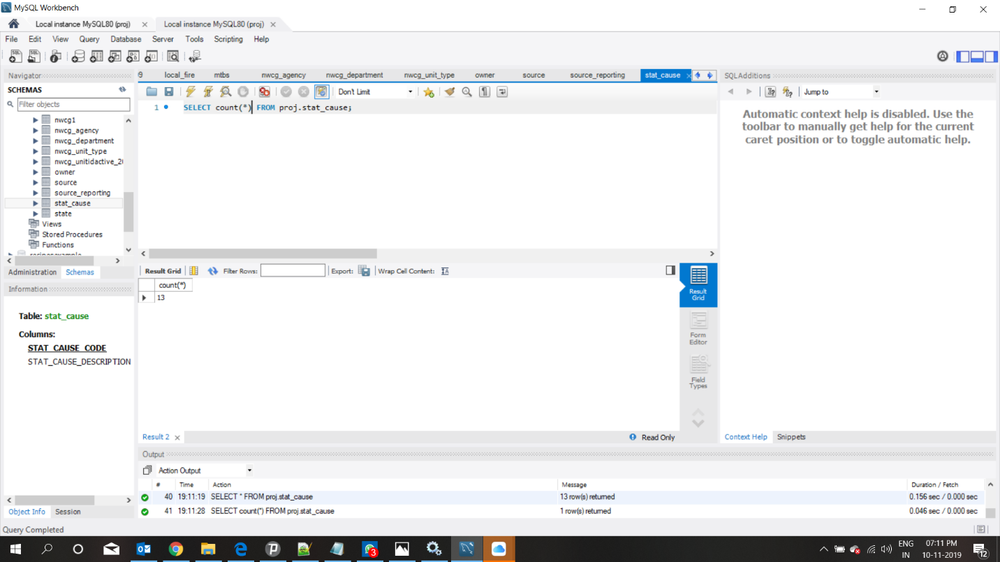 MySQL Workbench
Local instance MySQL80 (proj) × Local instance MySQL80 (proj) ×
File Edit View Query Database Server Tools Scripting Help
Navigator
SCHEMAS
Filter objects
nwcg1
nwcg_agency
nwcg_department
nwcg_unit_type
nwcg_unitidactive_20
owner
source
source_reporting
stat_cause
state
Views
Stored Procedures
Functions
Administration Schemas
Information
Table: stat_cause
Columns:
STAT_CAUSE_CODE
STAT_CAUSE_DESCRIPTION
Object Info Session
Query Completed
9 local_fire mtbs nwcg_agency nwcg_department nwcg_unit_type owner source source_reporting stat_cause ×
Don't Limit
1 SELECT count(*) FROM proj.stat_cause;
Result Grid Filter Rows: Export: Wrap Cell Content: IA
count(*)
13
Result Grid
Form Editor
Field Types
Result 2 × Read Only
SQLAdditions
Jump to
Automatic context help is disabled. Use the
toolbar to manually get help for the current
caret position or to toggle automatic help.
Context Help Snippets
Output
Action Output
# Time Action Message Duration / Fetch
40 19:11:19 SELECT * FROM proj.stat_cause 13 row(s) returned 0.156 sec / 0.000 sec
41 19:11:28 SELECT count(*) FROM proj.stat_cause 1 row(s) returned 0.046 sec / 0.000 sec
3
ENG
IN
07:11 PM
10-11-2019
12